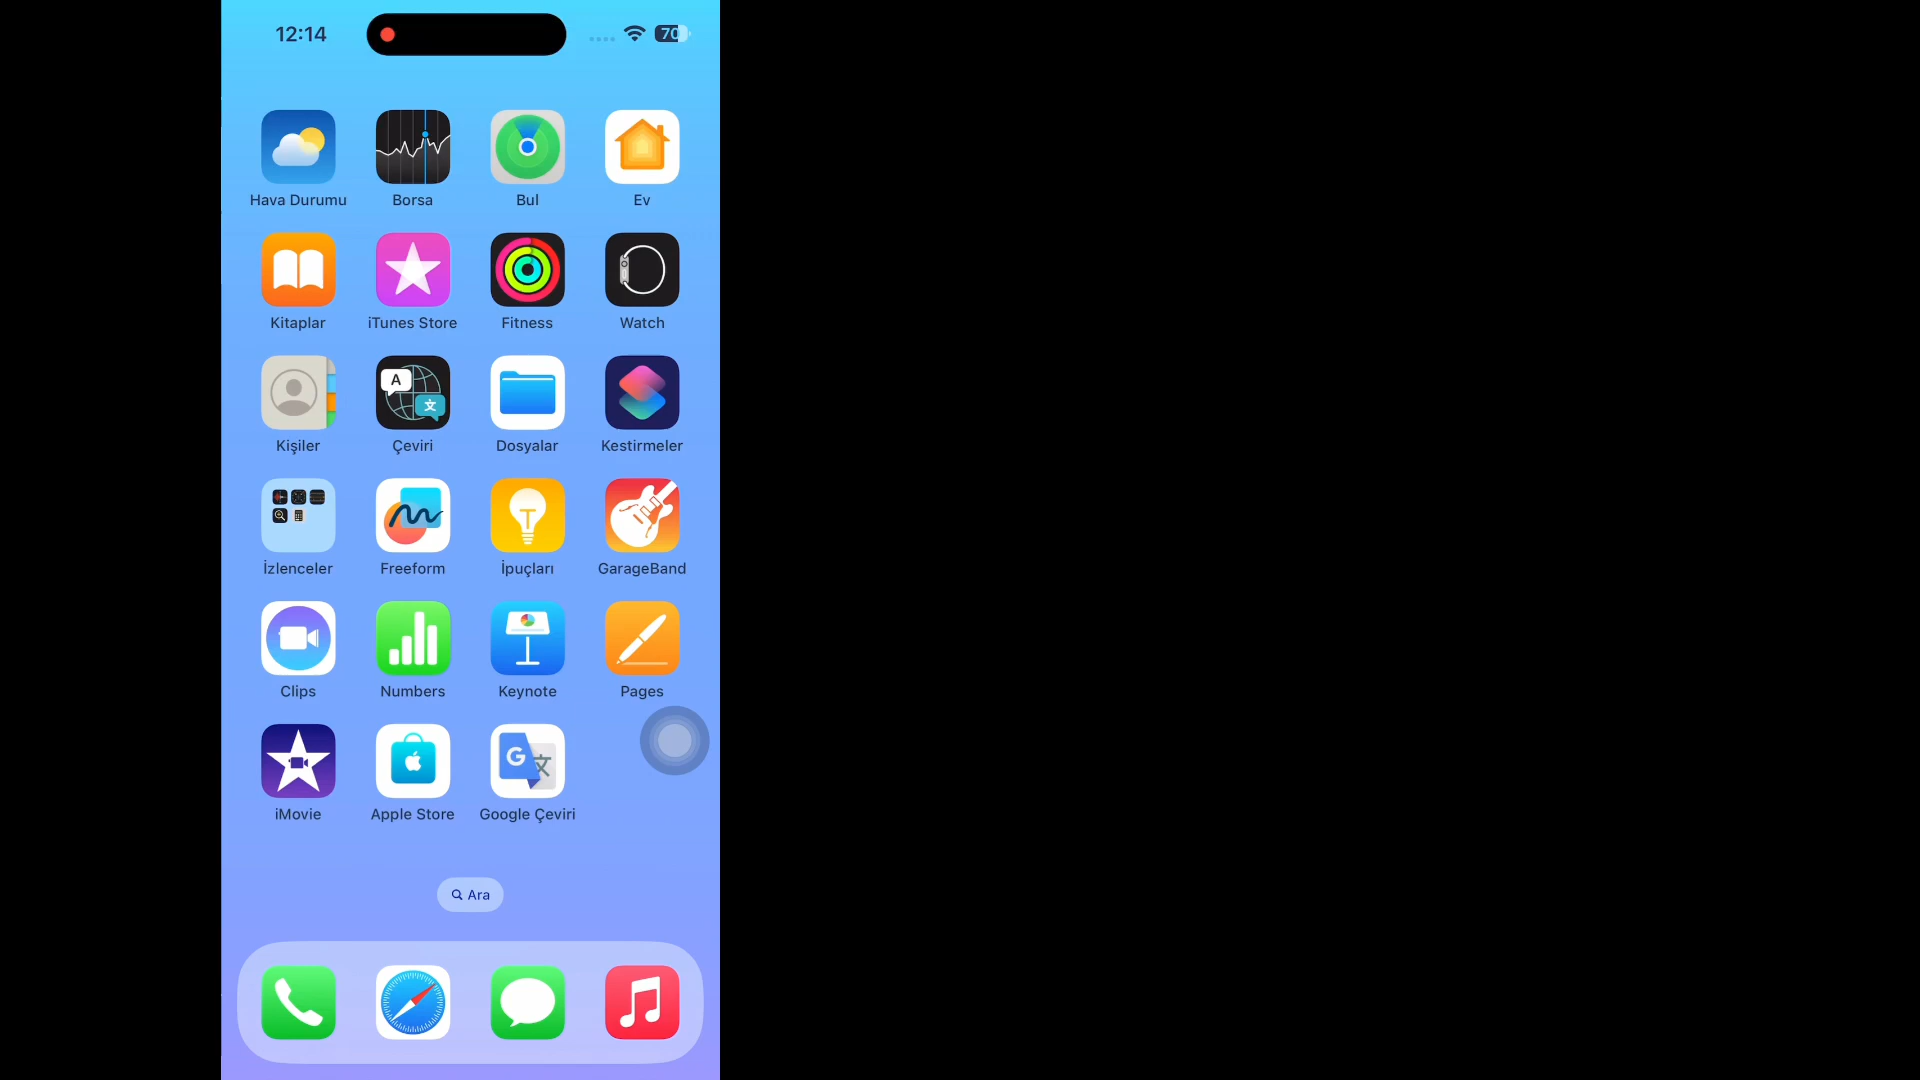 12:14
70
Hava Durumu
Borsa
Bul
Ev
Kitaplar
iTunes Store
Fitness
Watch
A
文
Kişiler
Çeviri
Dosyalar
Kestirmeler
İzlenceler
Freeform
İpuçları
GarageBand
Clips
Numbers
Keynote
Pages
G
文
iMovie
Apple Store
Google Çeviri
Ara